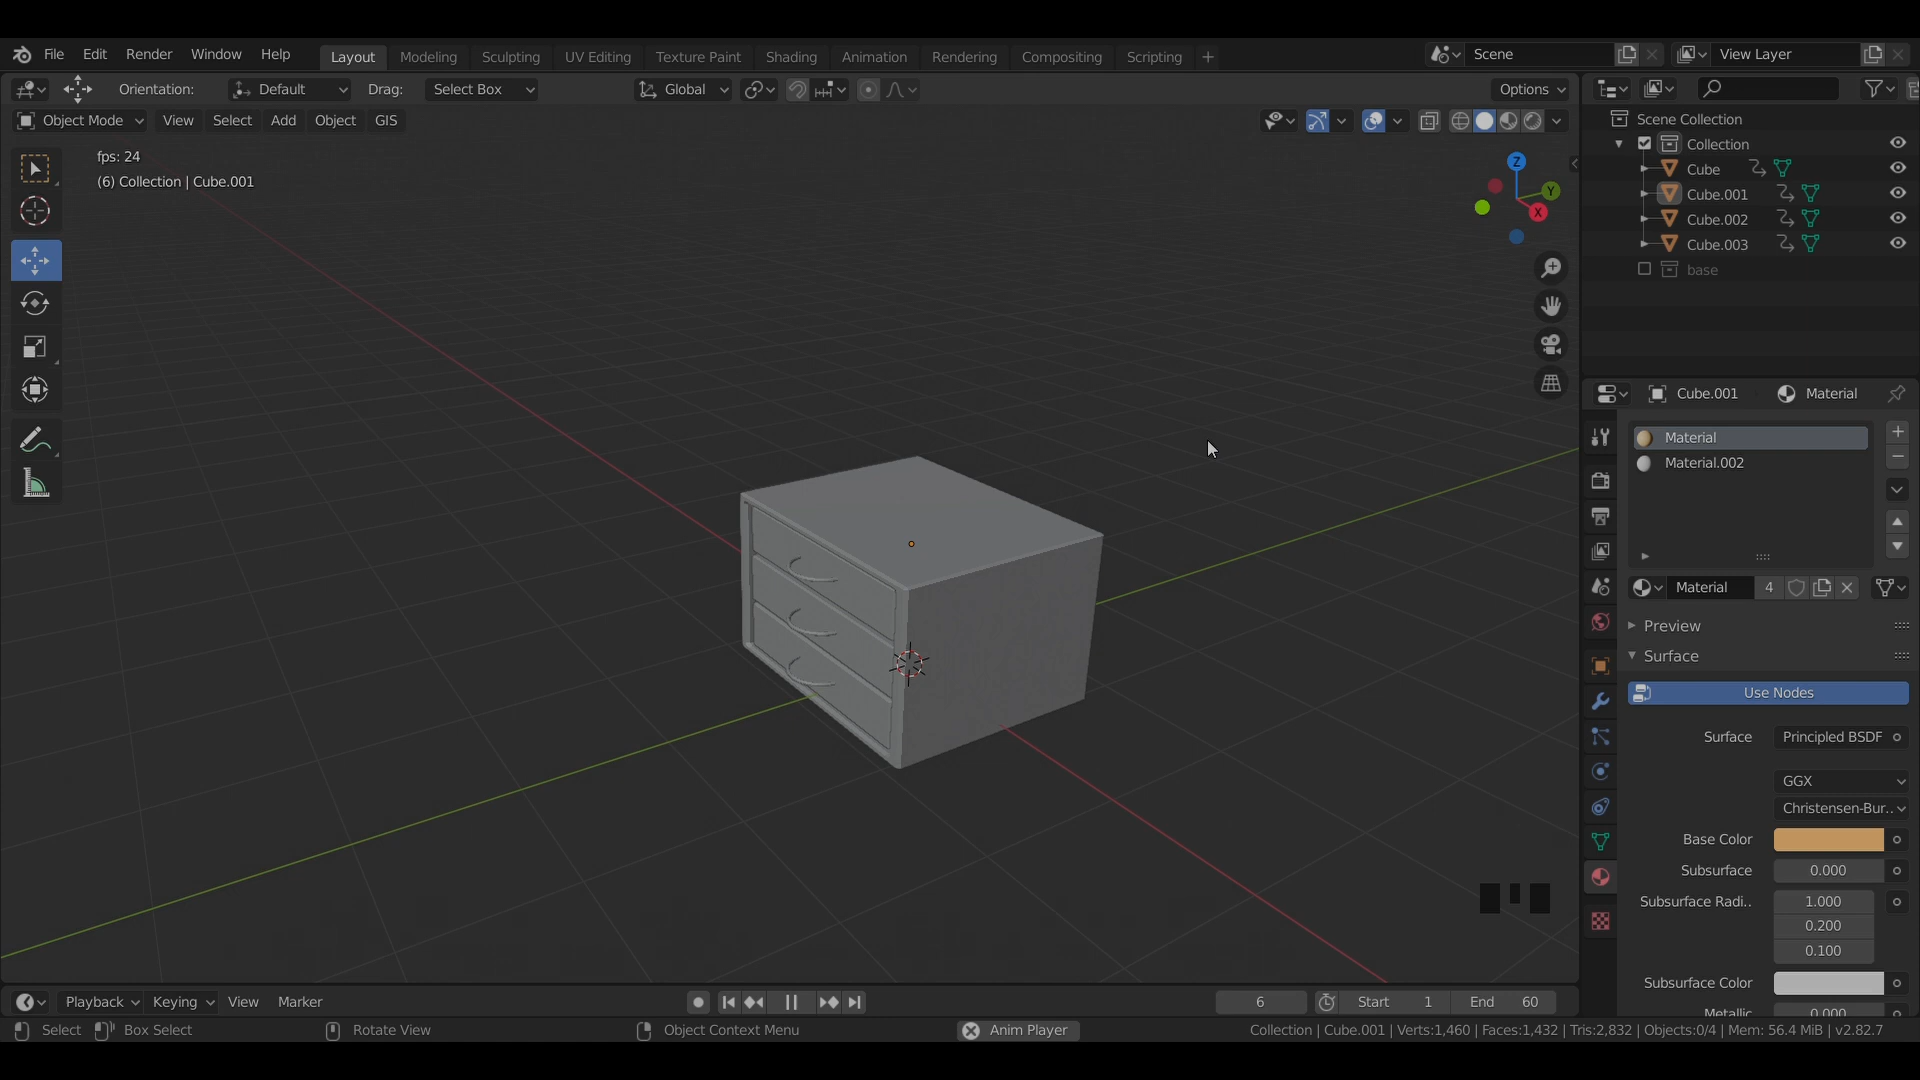 File Edit Render Window Help Layout Modeling Sculpting UV Editing Texture Paint Shading Animation Rendering Compositing Scripting + Scene View Layer
Orientation: Default Drag: Select Box Global Options
Object Mode View Select Add Object GIS
fps: 24
(6) Collection | Cube.001
Z
Y
X
Scene Collection
Collection
Cube
Cube.001
Cube.002
Cube.003
base
Cube.001 Material
Material
Material.002
Material 4
Preview
Surface
Use Nodes
Surface Principled BSDF
GGX
Christensen-Bur..
Base Color
Subsurface 0.000
Subsurface Radi.. 1.000
0.200
0.100
Subsurface Color
Metallic 0.000
Playback Keying View Marker 6 Start 1 End 60
Select Box Select Rotate View Object Context Menu Anim Player Collection | Cube.001 | Verts:1,460 | Faces:1,432 | Tris:2,832 | Objects:0/4 | Mem: 56.4 MiB | v2.82.7